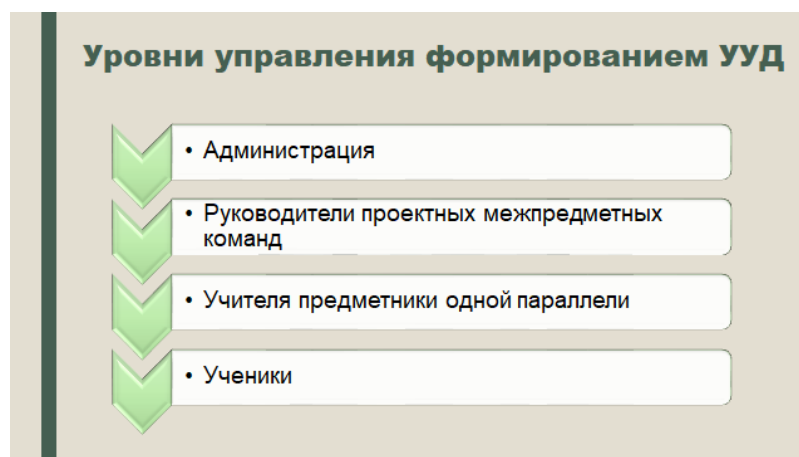 Уровни управления формированием УУД
• Администрация
• Руководители проектных межпредметных
команд
• Учителя предметники одной параллели
• Ученики